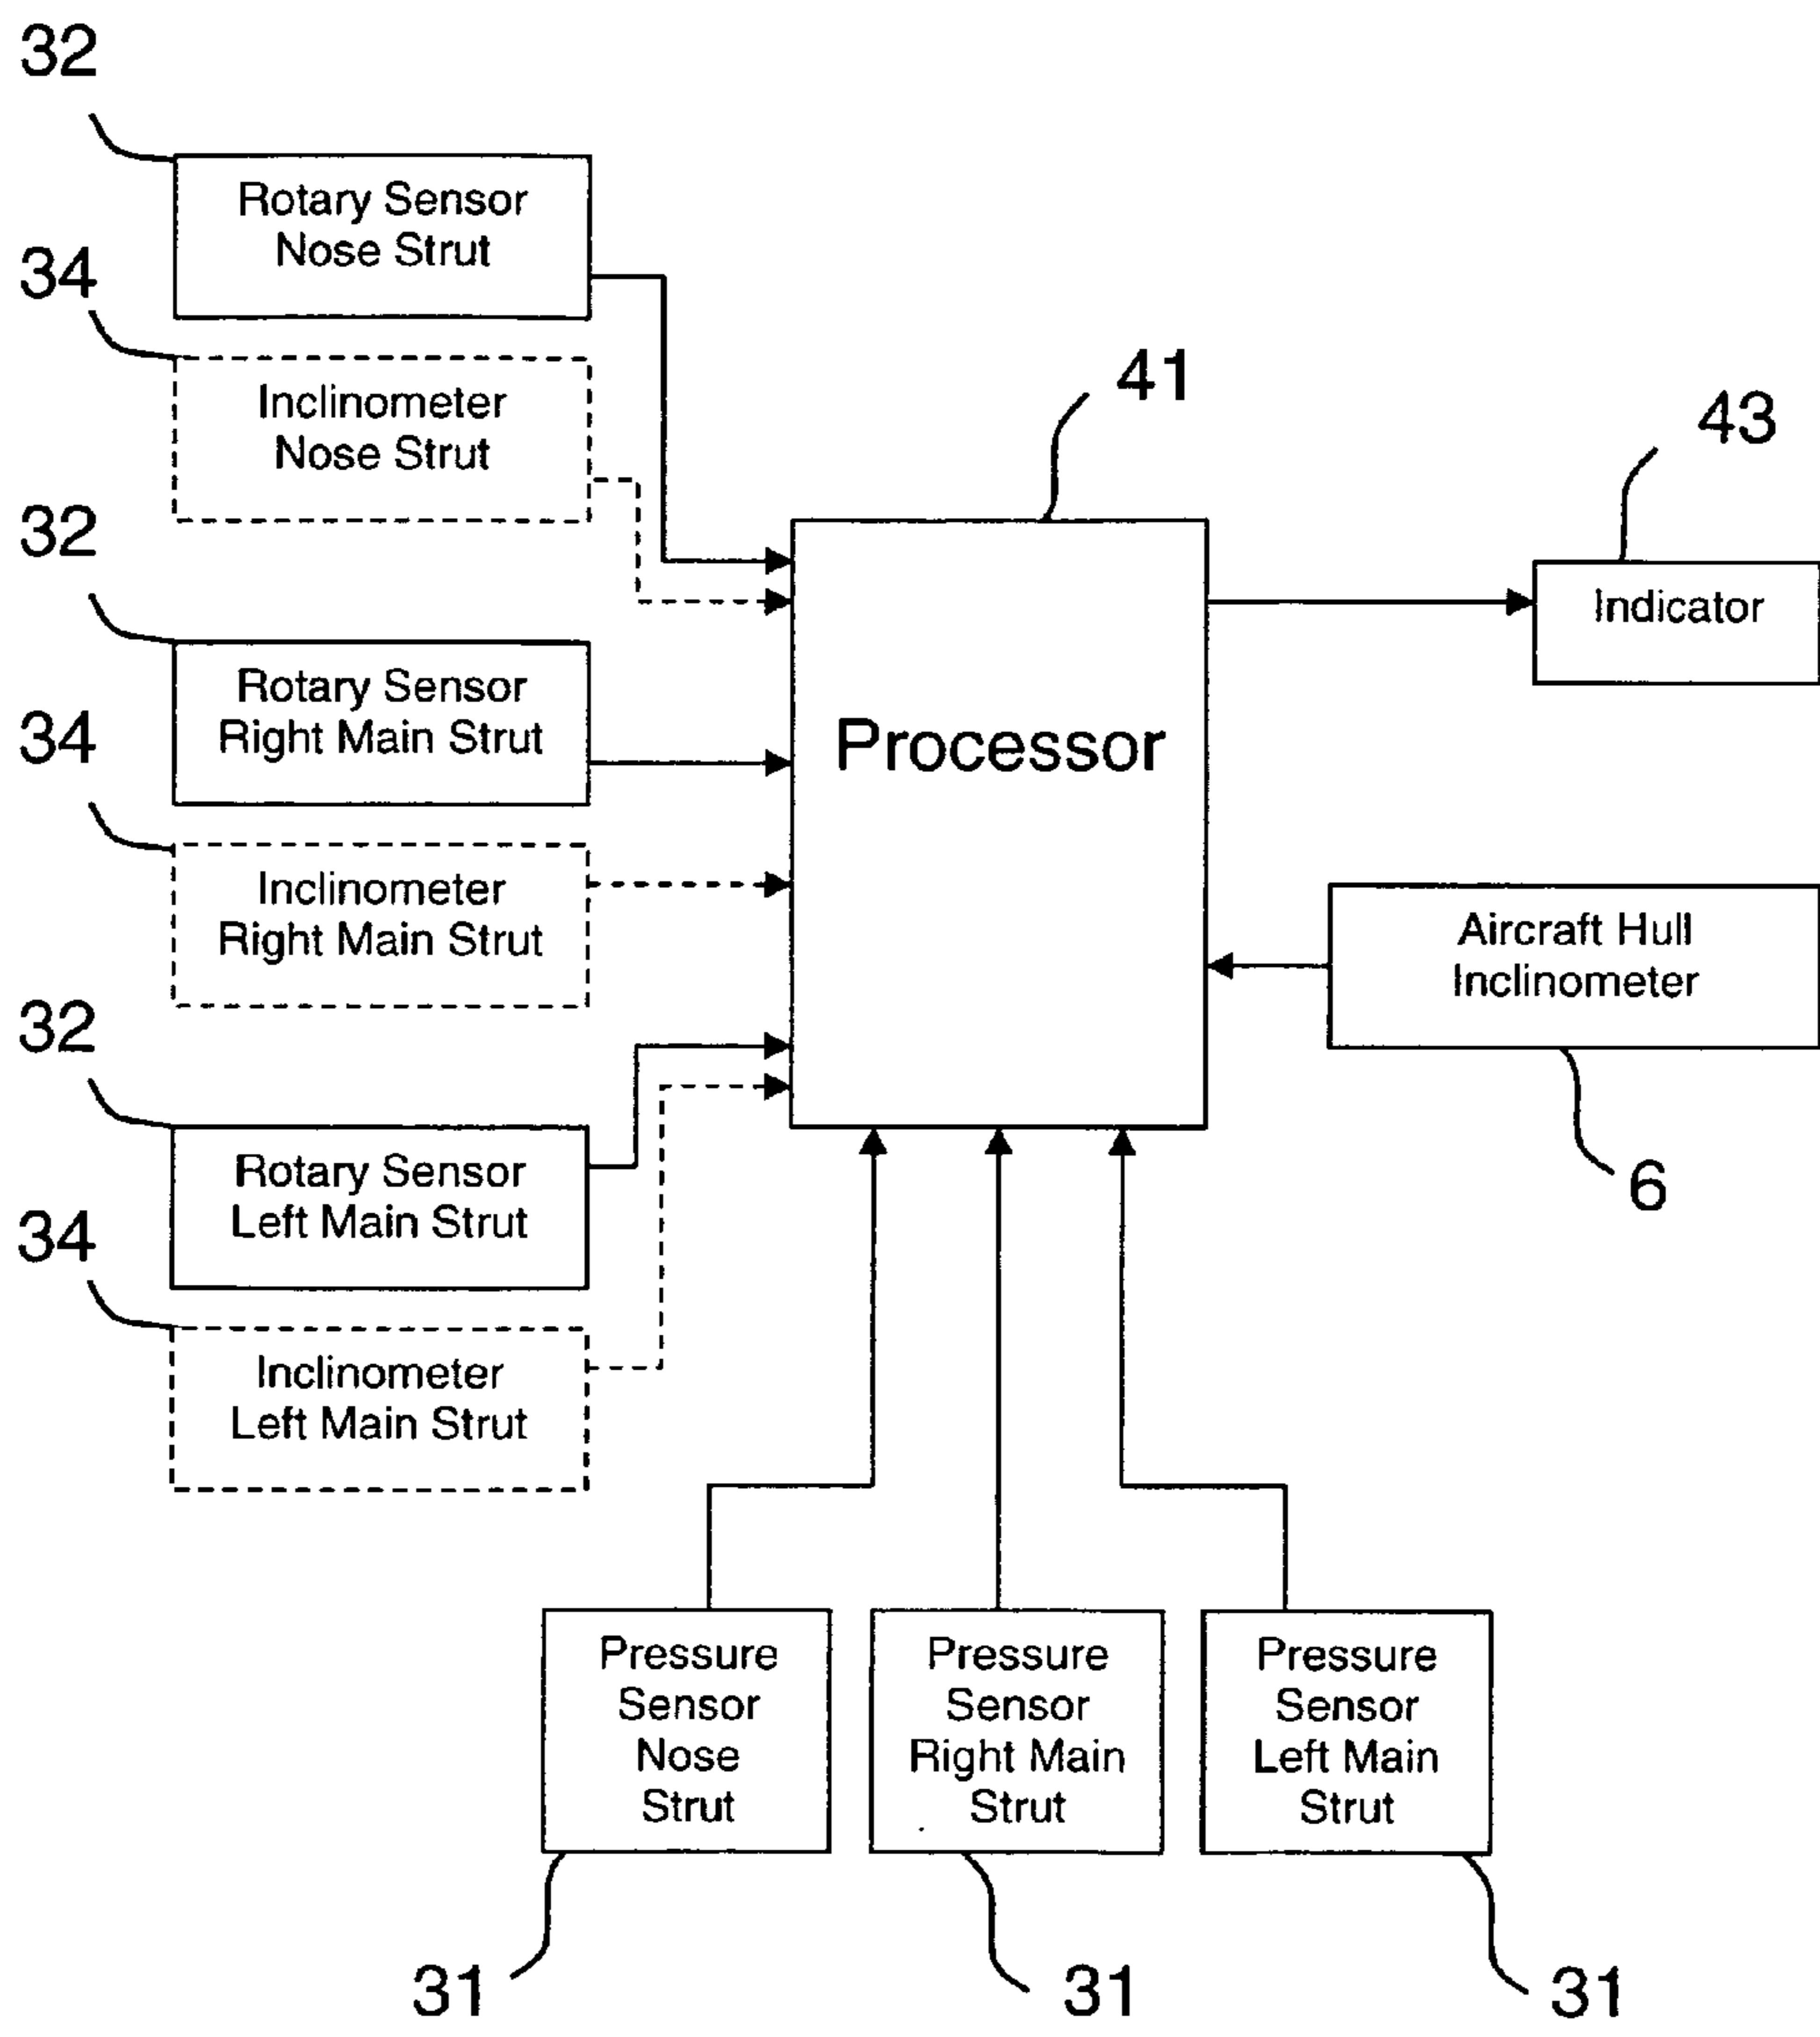 32
Rotary Sensor
Nose Strut
34
Inclinometer
Nose Strut
32
Rotary Sensor
Right Main Strut
34
Inclinometer
Right Main Strut
32
Rotary Sensor
Left Main Strut
34
Inclinometer
Left Main Strut
41
Processor
43
Indicator
Aircraft Hull
Inclinometer
6
Pressure
Sensor
Nose
Strut
31
Pressure
Sensor
Right Main
Strut
31
Pressure
Sensor
Left Main
Strut
31